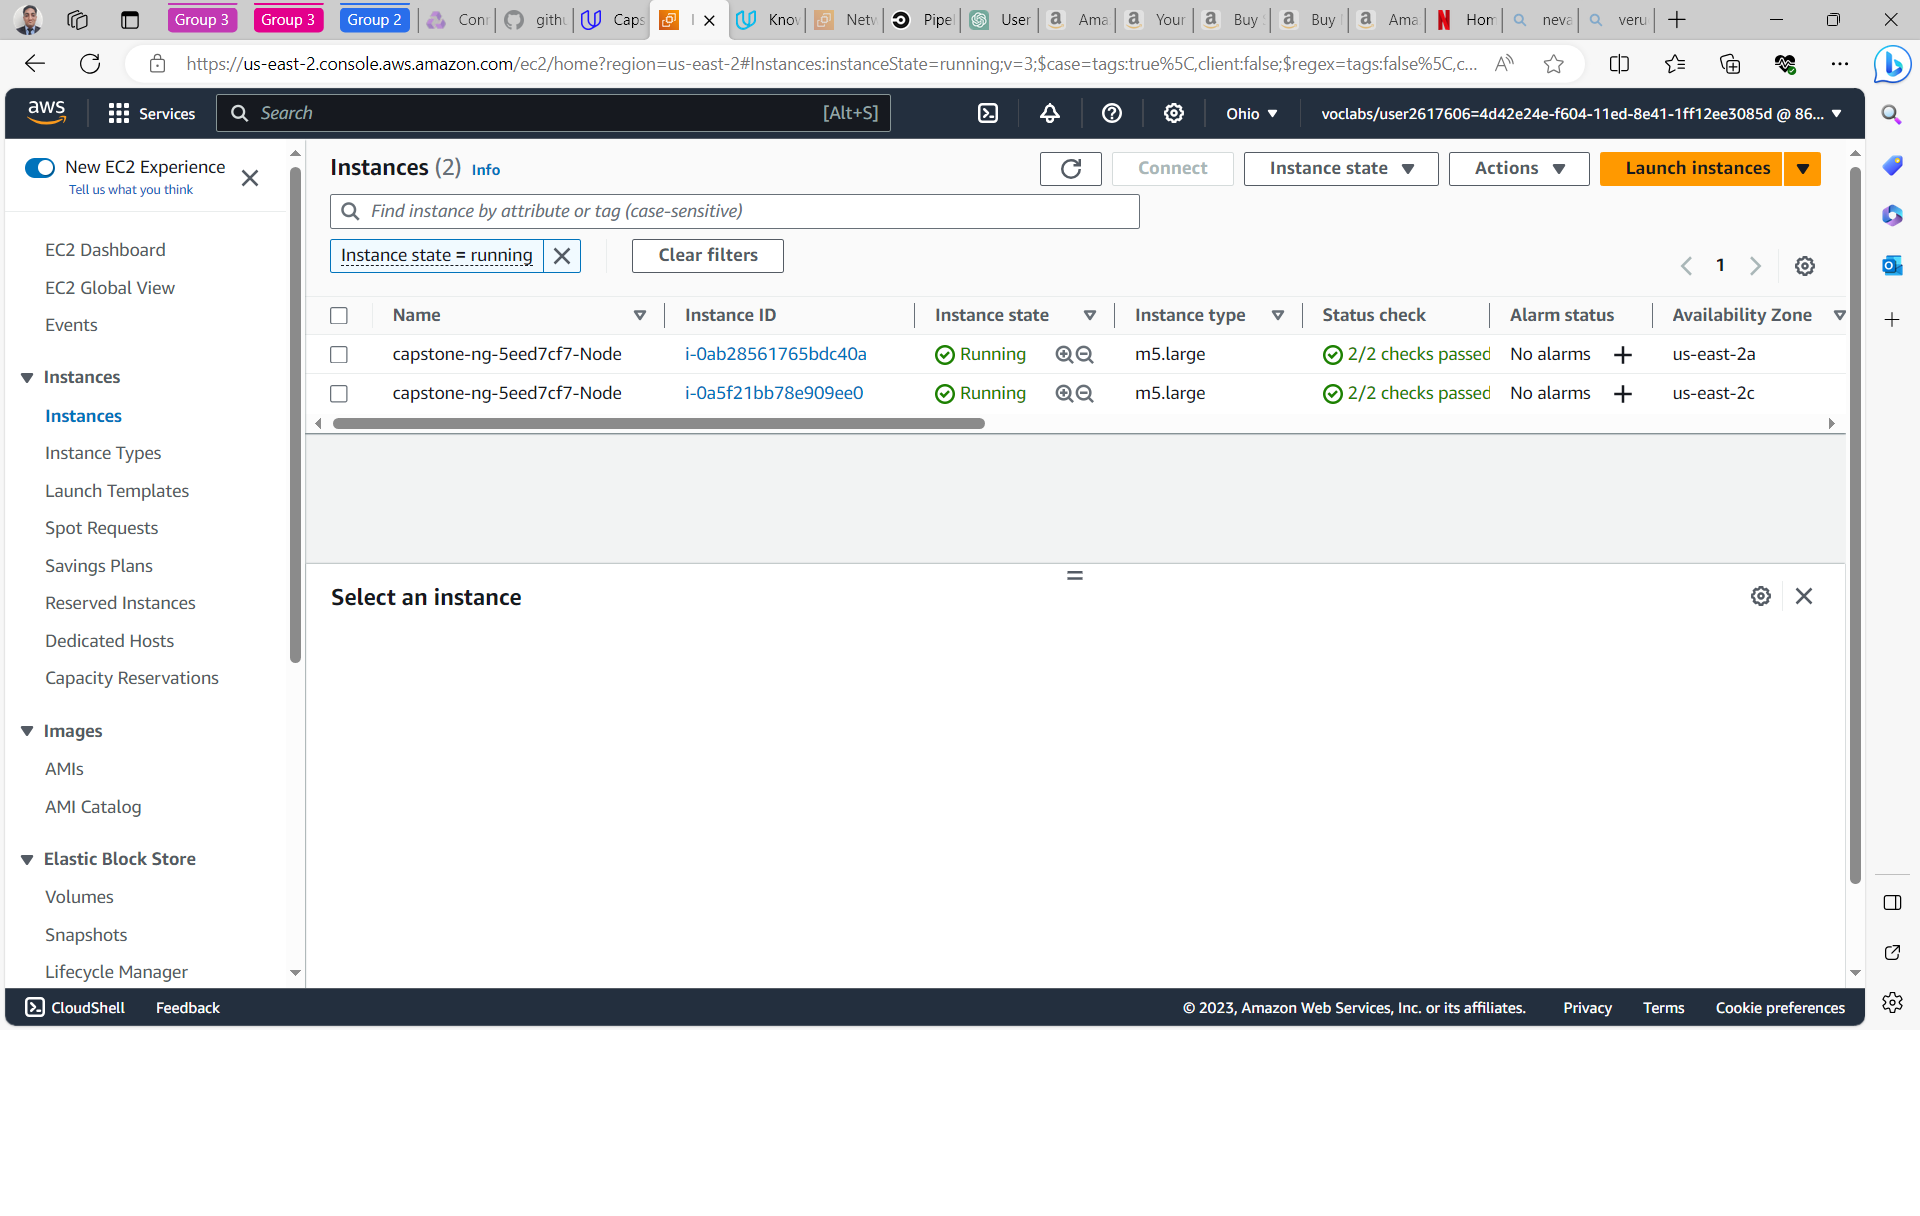 Group 3
Group 3
Group 2
Conn
githu
Caps
Know
Netw
Pipel
User
Ama
Your
Buy
Buy
Ama
Hom
neva
veru
https://us-east-2.console.aws.amazon.com/ec2/home?region=us-east-2#Instances:instanceState=running;v=3;$case=tags:true%5C,client:false;$regex=tags:false%5C,c...
aws
Services
Search
[Alt+S]
Ohio
voclabs/user2617606=4d42e24e-f604-11ed-8e41-1ff12ee3085d @ 86...
New EC2 Experience
Tell us what you think
EC2 Dashboard
EC2 Global View
Events
Instances
Instances
Instance Types
Launch Templates
Spot Requests
Savings Plans
Reserved Instances
Dedicated Hosts
Capacity Reservations
Images
AMIs
AMI Catalog
Elastic Block Store
Volumes
Snapshots
Lifecycle Manager
Instances (2) Info
Connect
Instance state
Actions
Launch instances
Find instance by attribute or tag (case-sensitive)
Instance state = running
Clear filters
1
Name Instance ID Instance state Instance type Status check Alarm status Availability Zone
capstone-ng-5eed7cf7-Node i-0ab28561765bdc40a Running m5.large 2/2 checks passed No alarms + us-east-2a
capstone-ng-5eed7cf7-Node i-0a5f21bb78e909ee0 Running m5.large 2/2 checks passed No alarms + us-east-2c
Select an instance
CloudShell
Feedback
© 2023, Amazon Web Services, Inc. or its affiliates.
Privacy
Terms
Cookie preferences